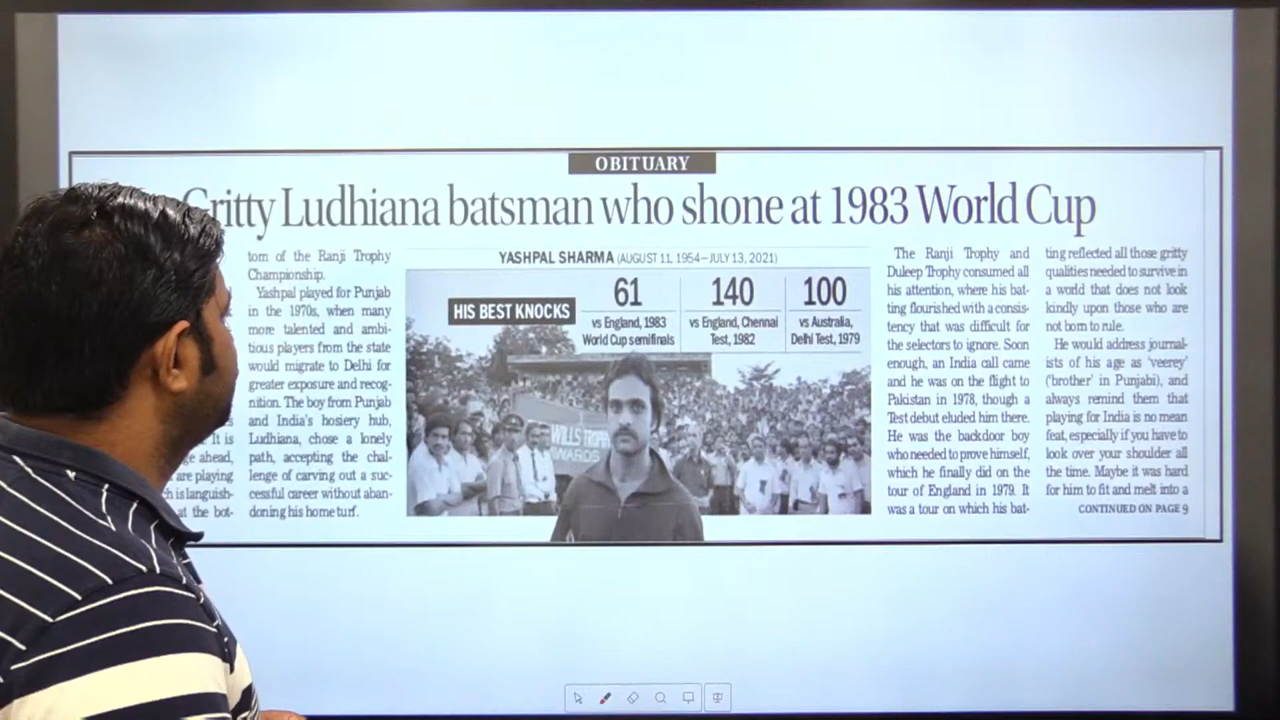 OBITUARY
Gritty Ludhiana batsman who shone at 1983 World Cup
It is
ahead,
are playing
is languish-
at the bot-
tom of the Ranji Trophy
Championship.
Yashpal played for Punjab
in the 1970s, when many
more talented and ambi-
tious players from the state
would migrate to Delhi for
greater exposure and recog-
nition. The boy from Punjab
and India's hosiery hub,
Ludhiana, chose a lonely
path, accepting the chal-
lenge of carving out a suc-
cessful career without aban-
doning his home turf.
YASHPAL SHARMA (AUGUST 11, 1954—JULY 13, 2021)
HIS BEST KNOCKS
61
vs England, 1983
World Cup semifinals
140
vs England, Chennai
Test, 1982
100
vs Australia,
Delhi Test, 1979
WILLS TROPHY
AWARDS
The Ranji Trophy and
Duleep Trophy consumed all
his attention, where his bat-
ting flourished with a consis-
tency that was difficult for
the selectors to ignore. Soon
enough, an India call came
and he was on the flight to
Pakistan in 1978, though a
Test debut eluded him there.
He was the backdoor boy
who needed to prove himself,
which he finally did on the
tour of England in 1979. It
was a tour on which his bat-
ting reflected all those gritty
qualities needed to survive in
a world that does not look
kindly upon those who are
not born to rule.
He would address journal-
ists of his age as 'veerey'
('brother' in Punjabi), and
always remind them that
playing for India is no mean
feat, especially if you have to
look over your shoulder all
the time. Maybe it was hard
for him to fit and melt into a
CONTINUED ON PAGE 9